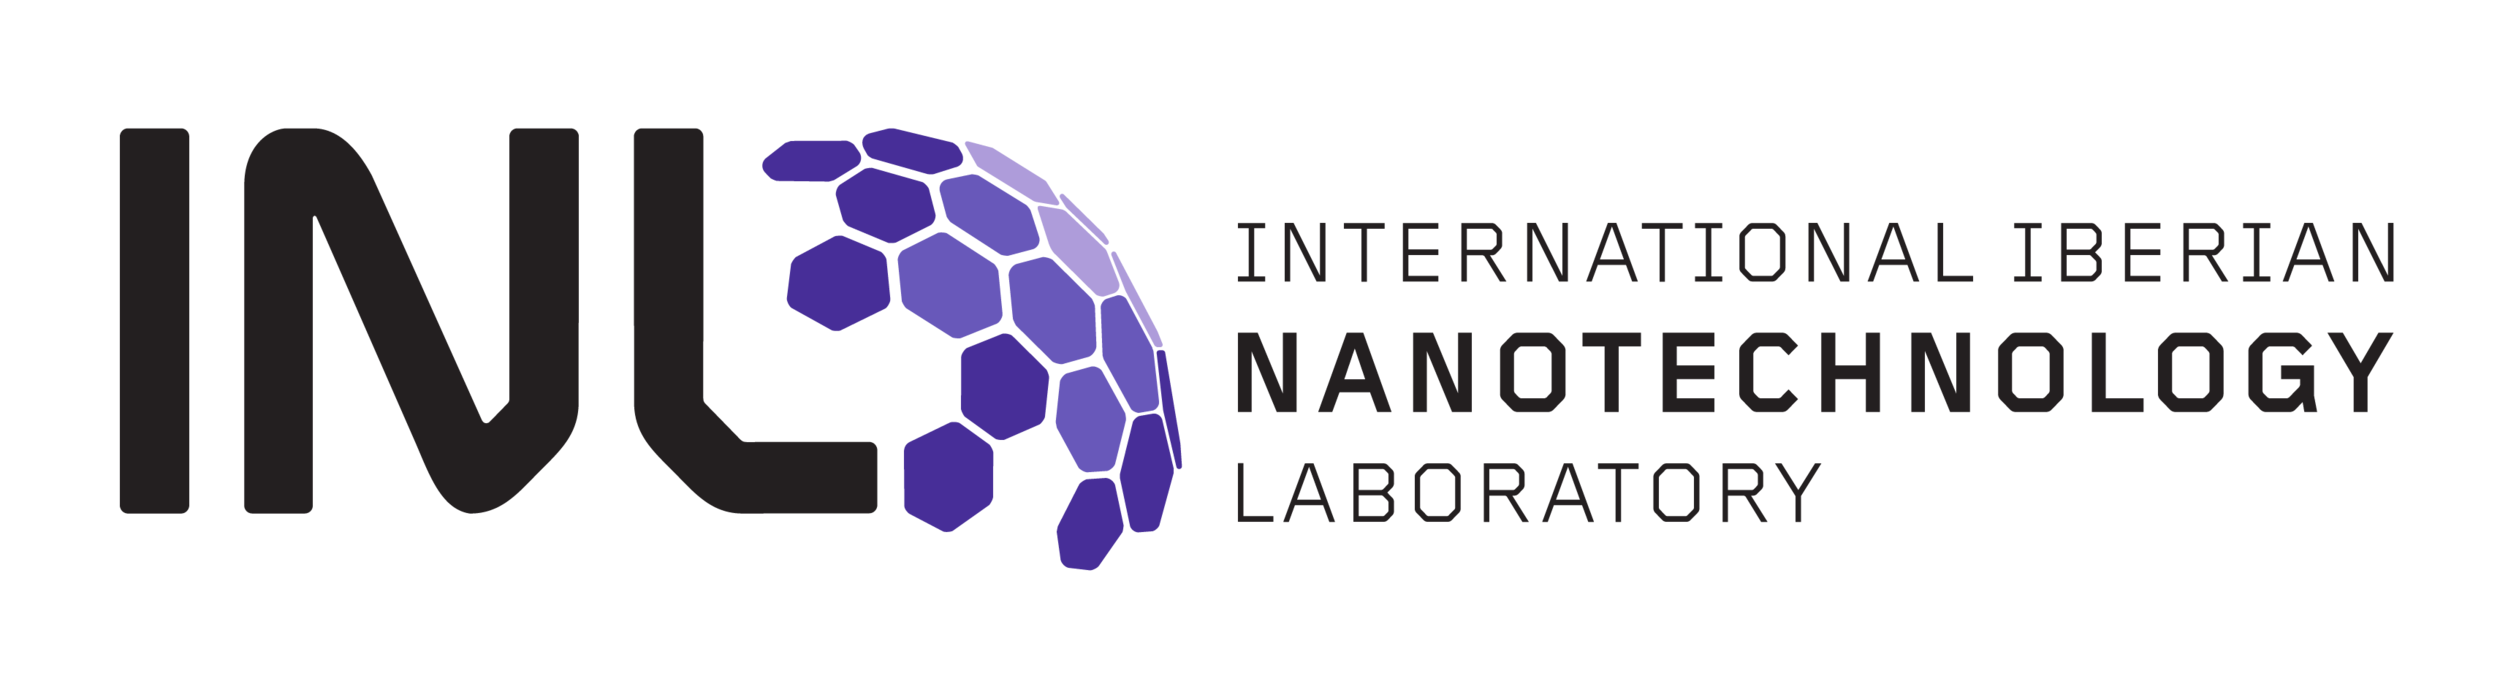 INL
INTERNATIONAL IBERIAN
NANOTECHNOLOGY
LABORATORY